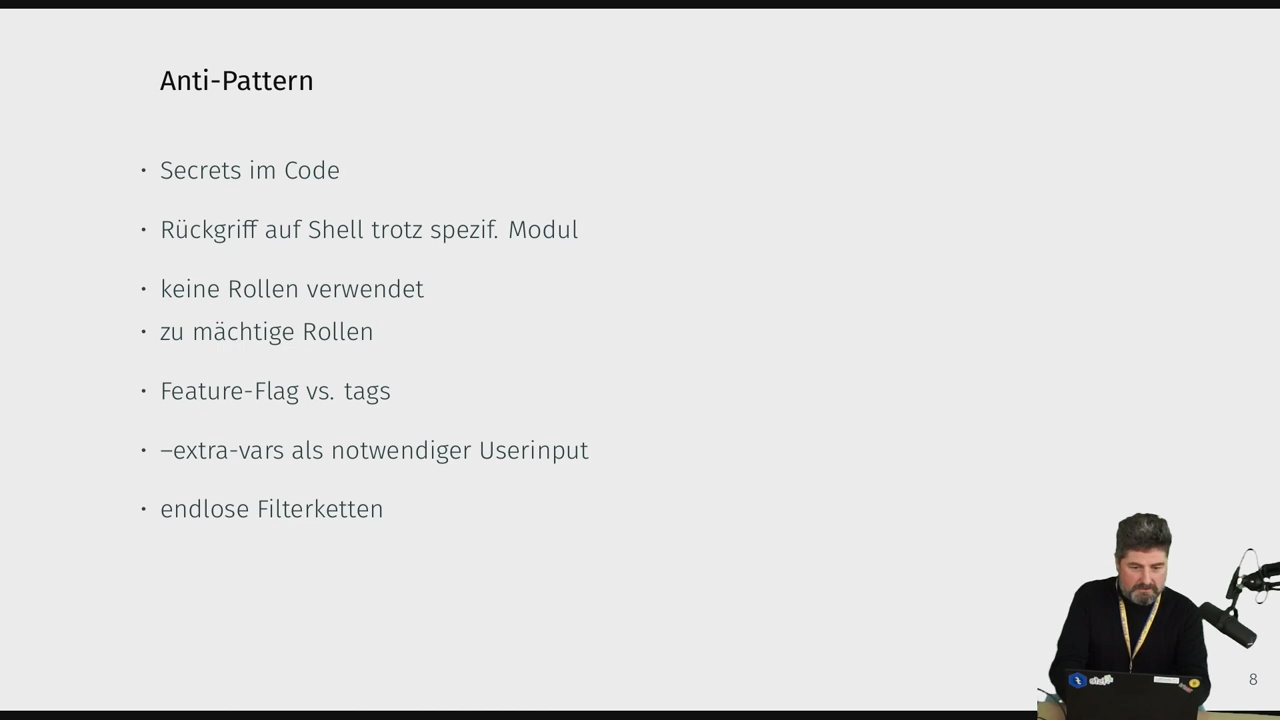 Anti-Pattern
• Secrets im Code
• Rückgriff auf Shell trotz spezif. Modul
• keine Rollen verwendet
• zu mächtige Rollen
• Feature-Flag vs. tags
• –extra-vars als notwendiger Userinput
• endlose Filterketten
8